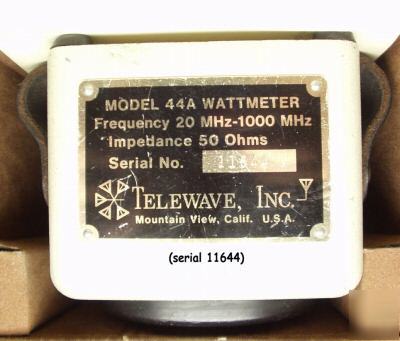 MODEL 44A WATTMETER
Frequency 20 MHz-1000 MHz
Impedance 50 Ohms
Serial No. 11644
TELEWAVE, INC.
Mountain View, Calif. U.S.A.
(serial 11644)